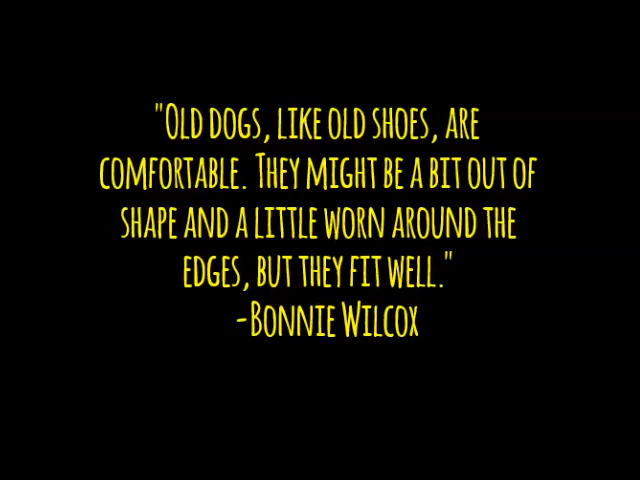 "Old dogs, like old shoes, are
comfortable. They might be a bit out of
shape and a little worn around the
edges, but they fit well."
-Bonnie Wilcox